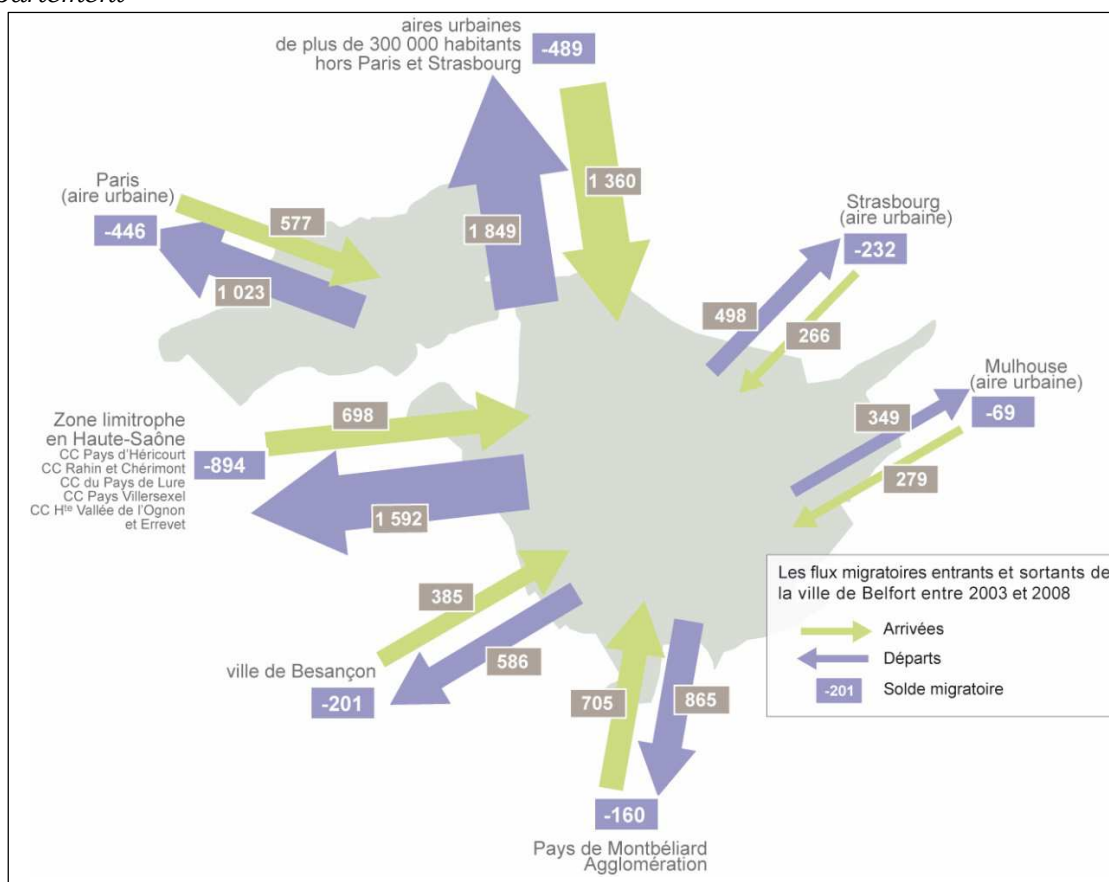 aires urbaines
de plus de 300 000 habitants
hors Paris et Strasbourg
-489
1 360
1 849
Paris
(aire urbaine)
-446
577
1 023
Strasbourg
(aire urbaine)
-232
498
266
Mulhouse
(aire urbaine)
-69
349
279
Zone limitrophe
en Haute-Saône
CC Pays d'Héricourt
CC Rahin et Chérimont
CC du Pays de Lure
CC Pays Villersexel
CC Hte Vallée de l'Ognon
et Errevet
-894
698
1 592
385
586
ville de Besançon
-201
705
865
-160
Pays de Montbéliard
Agglomération
Les flux migratoires entrants et sortants de
la ville de Belfort entre 2003 et 2008
Arrivées
Départs
-201 Solde migratoire